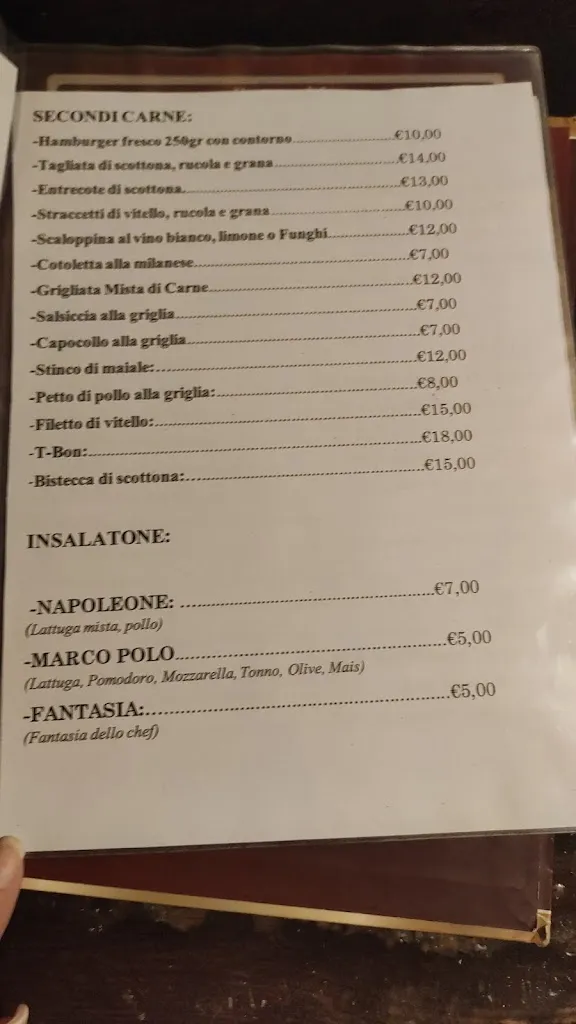 SECONDI CARNE:
-Hamburger fresco 250gr con contorno..............................€10,00
-Tagliata di scottona, rucola e grana....................................€14,00
-Entrecote di scottona................................................................€13,00
-Straccetti di vitello, rucola e grana.......................................€10,00
-Scaloppina al vino bianco, limone o Funghi.......................€12,00
-Cotoletta alla milanese..............................................................€7,00
-Grigliata Mista di Carne..........................................................€12,00
-Salsiccia alla griglia...................................................................€7,00
-Capocollo alla griglia.................................................................€7,00
-Stinco di maiale:........................................................................€12,00
-Petto di pollo alla griglia:..........................................................€8,00
-Filetto di vitello:.........................................................................€15,00
-T-Bon:..........................................................................................€18,00
-Bistecca di scottona:..................................................................€15,00
INSALATONE:
-NAPOLEONE: ......................................................€7,00
(Lattuga mista, pollo)
-MARCO POLO.........................................................€5,00
(Lattuga, Pomodoro, Mozzarella, Tonno, Olive, Mais)
-FANTASIA:................................................................€5,00
(Fantasia dello chef)